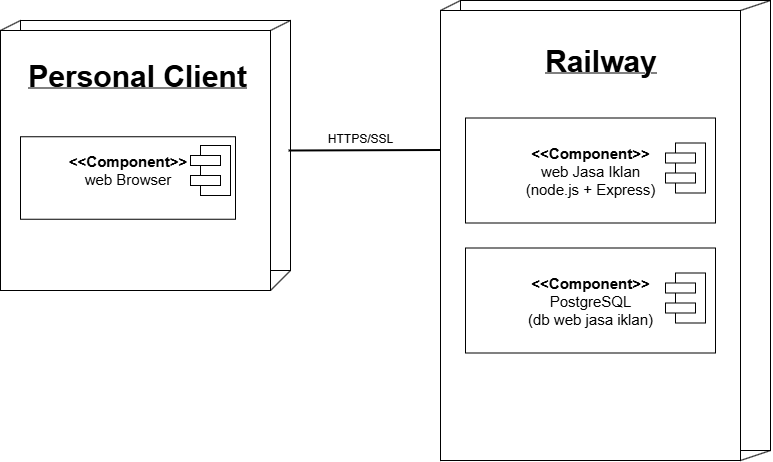 Personal Client
<<Component>>
web Browser
HTTPS/SSL
Railway
<<Component>>
web Jasa Iklan
(node.js + Express)
<<Component>>
PostgreSQL
(db web jasa iklan)